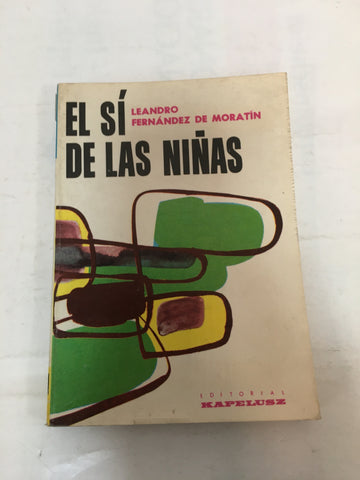 EL SÍ
DE LAS NIÑAS
LEANDRO
FERNÁNDEZ DE MORATÍN
EDITORIAL
KAPELUSZ